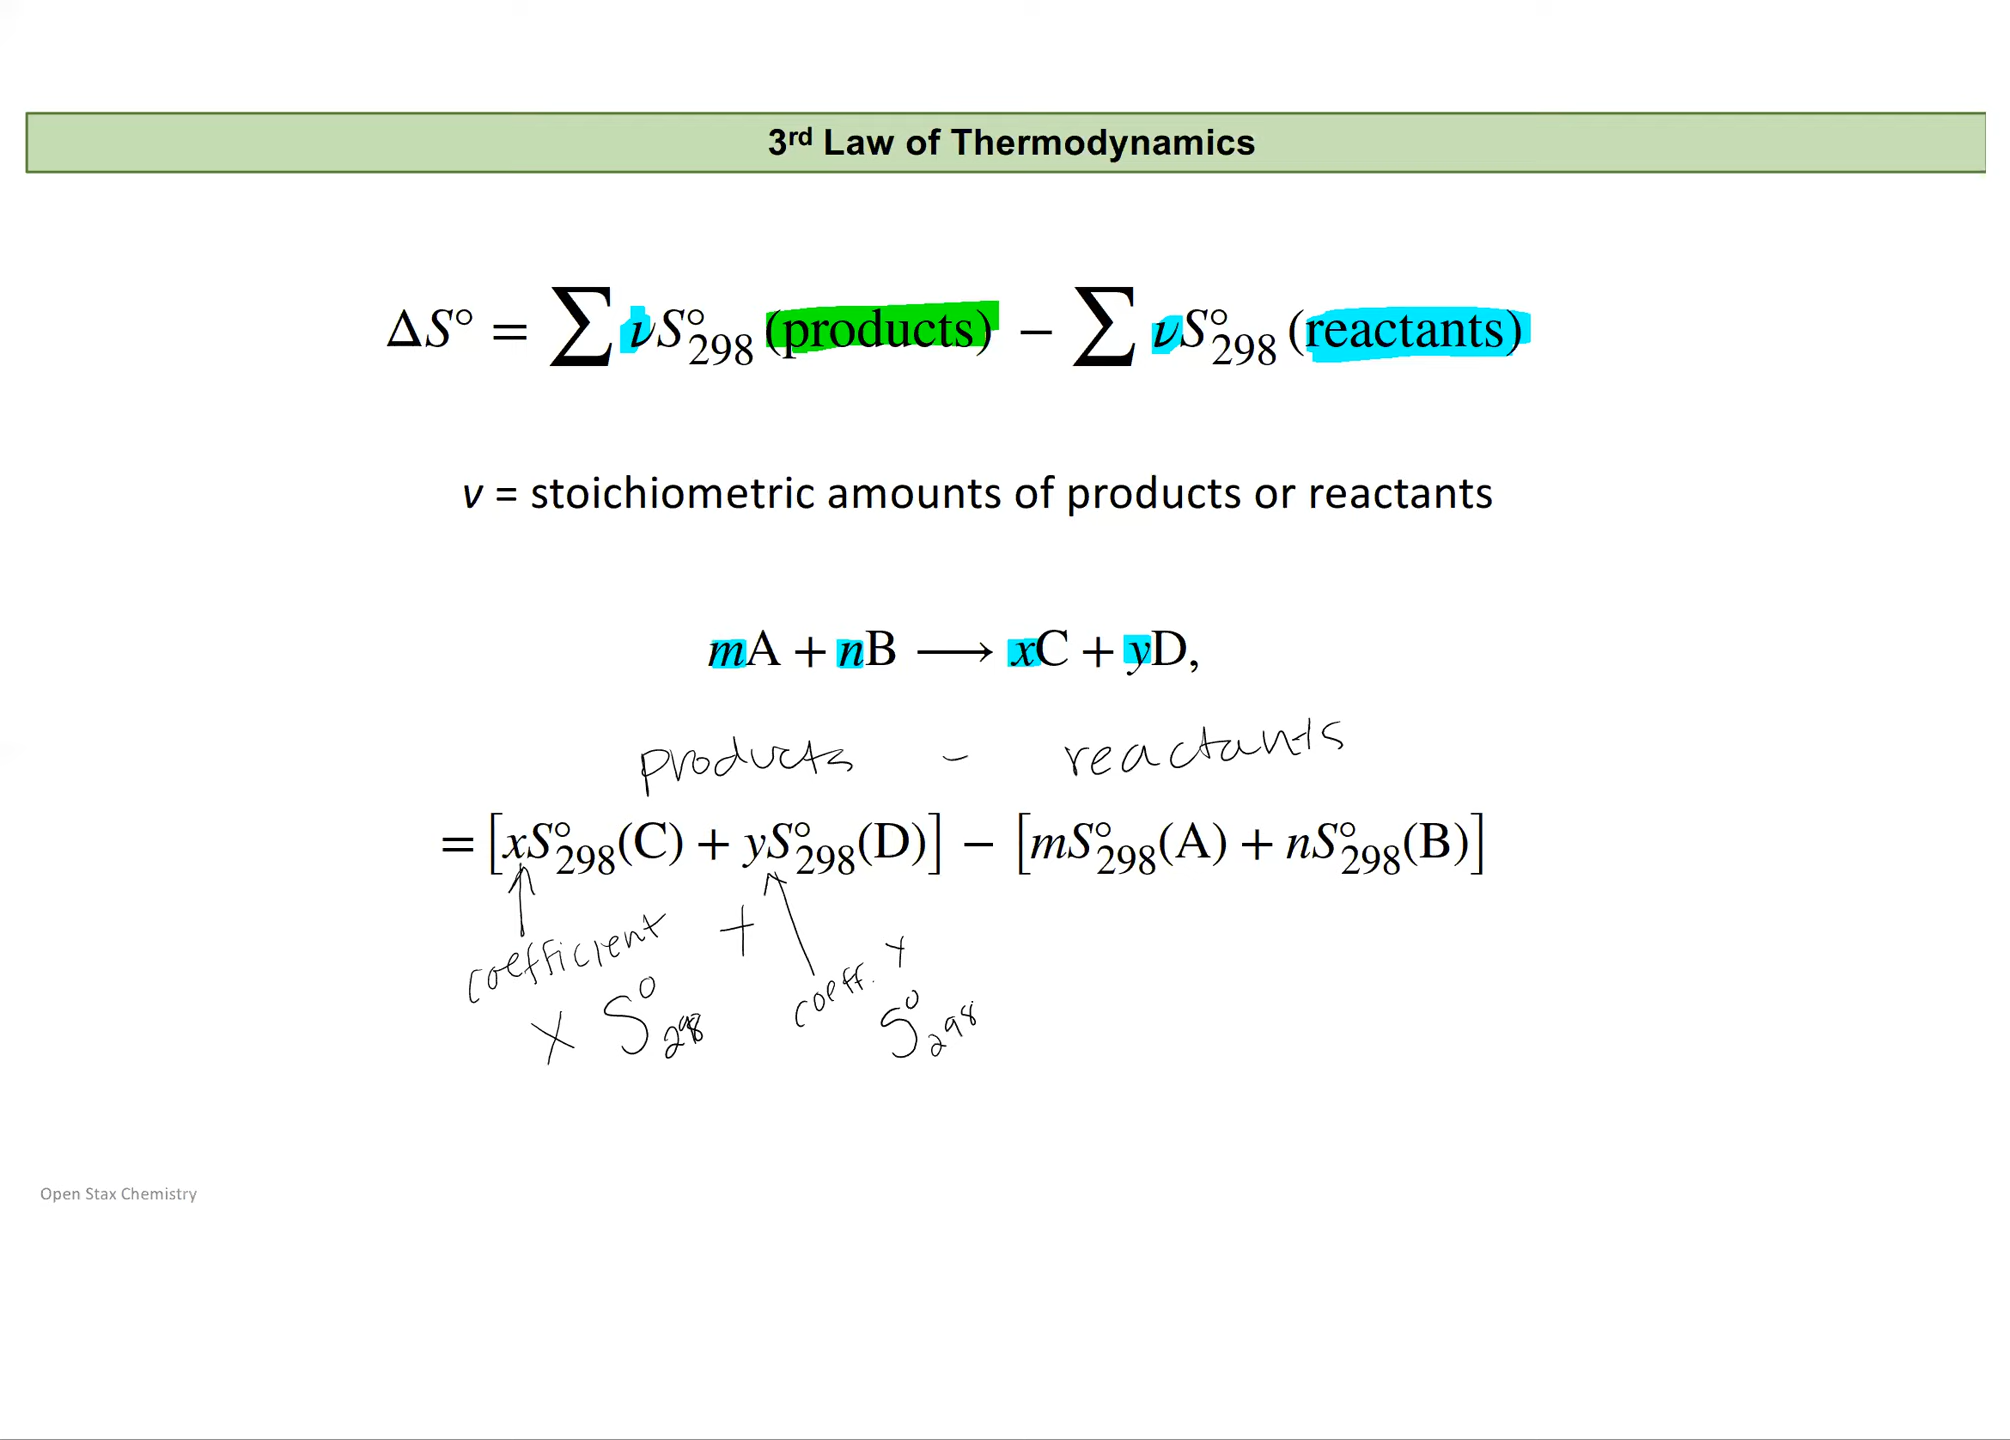 3rd Law of Thermodynamics
ΔS° = ∑ νS°298 (products) − ∑ νS°298 (reactants)
ν = stoichiometric amounts of products or reactants
mA + nB ⟶ xC + yD,
products - reactants
= [xS°298(C) + yS°298(D)] − [mS°298(A) + nS°298(B)]
coefficient + coeff. x
x S°298 S°298
Open Stax Chemistry